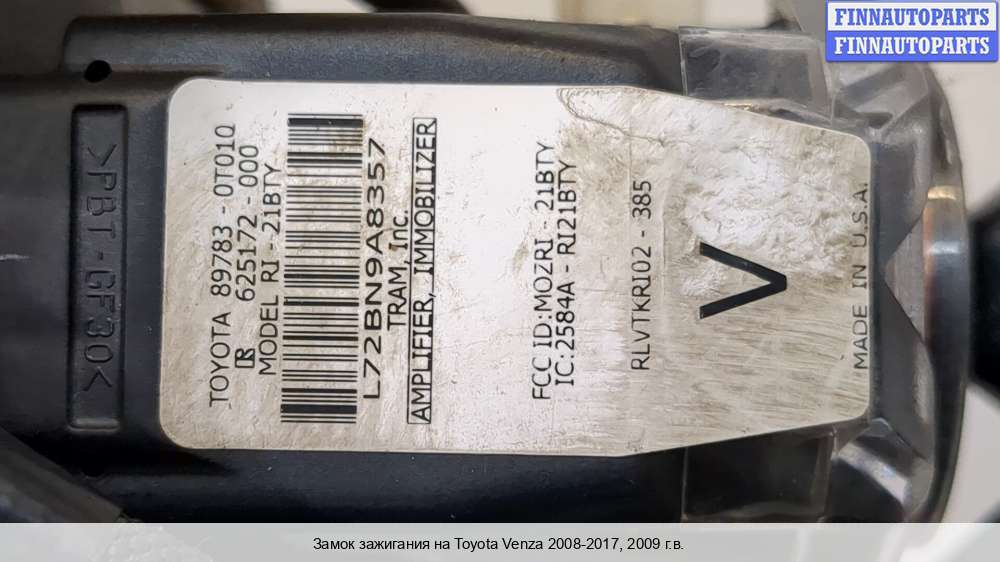 FINNAUTOPARTS
FINNAUTOPARTS
>PBT-GF30<
TOYOTA 89783 - 0T010
625172 - 000
MODEL RI - 21BTY
L72BN9A8357
TRAM, Inc.
AMPLIFIER, IMMOBILIZER
FCC ID:MOZRI - 21BTY
IC:2584A - RI21BTY
RLVTKRI02 - 385
V
MADE IN U.S.A.
Замок зажигания на Toyota Venza 2008-2017, 2009 г.в.